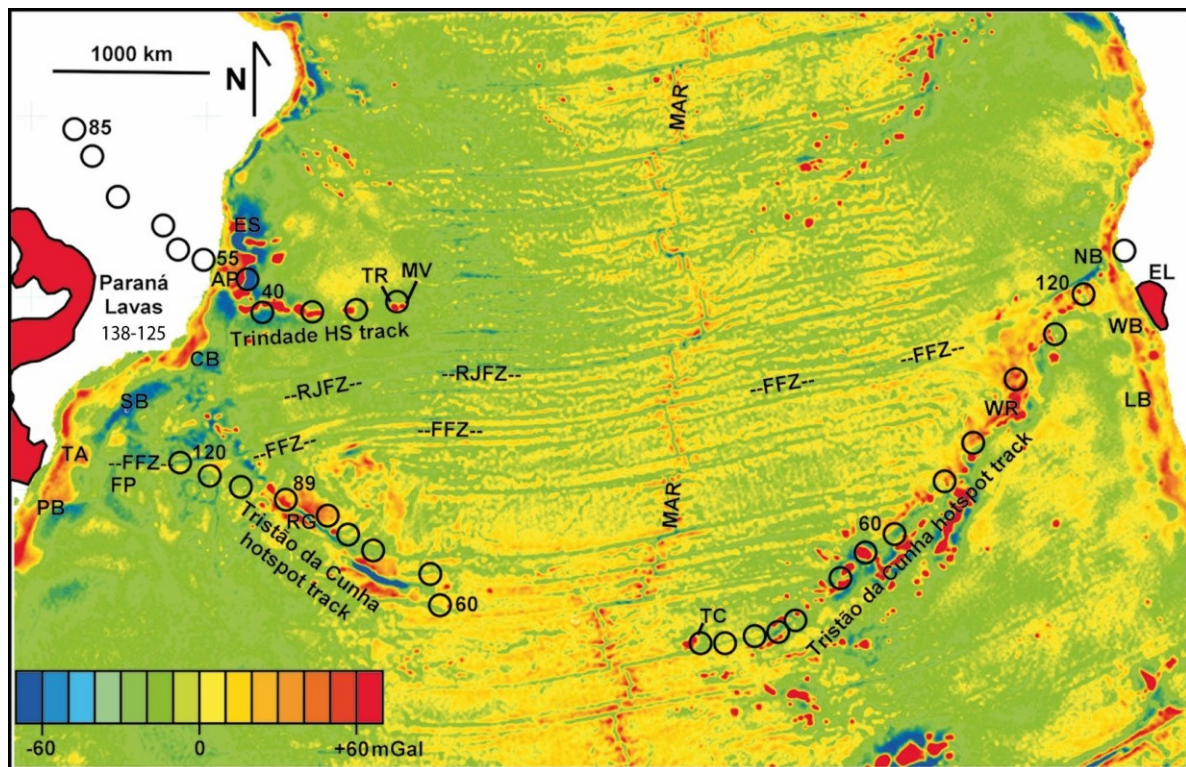 1000 km
N
85
MAR
ES
55
AP
40
TR
MV
NB
EL
120
Paraná
Lavas
138-125
Trindade HS track
WB
CB
--RJFZ--
--RJFZ--
--FFZ--
--FFZ--
SB
LB
WR
TA
--FFZ--
120
--FFZ--
--FFZ--
FP
89
PB
RG
MAR
Tristão da Cunha
hotspot track
60
60
TC
Tristão da Cunha hotspot track
-60
0
+60 mGal